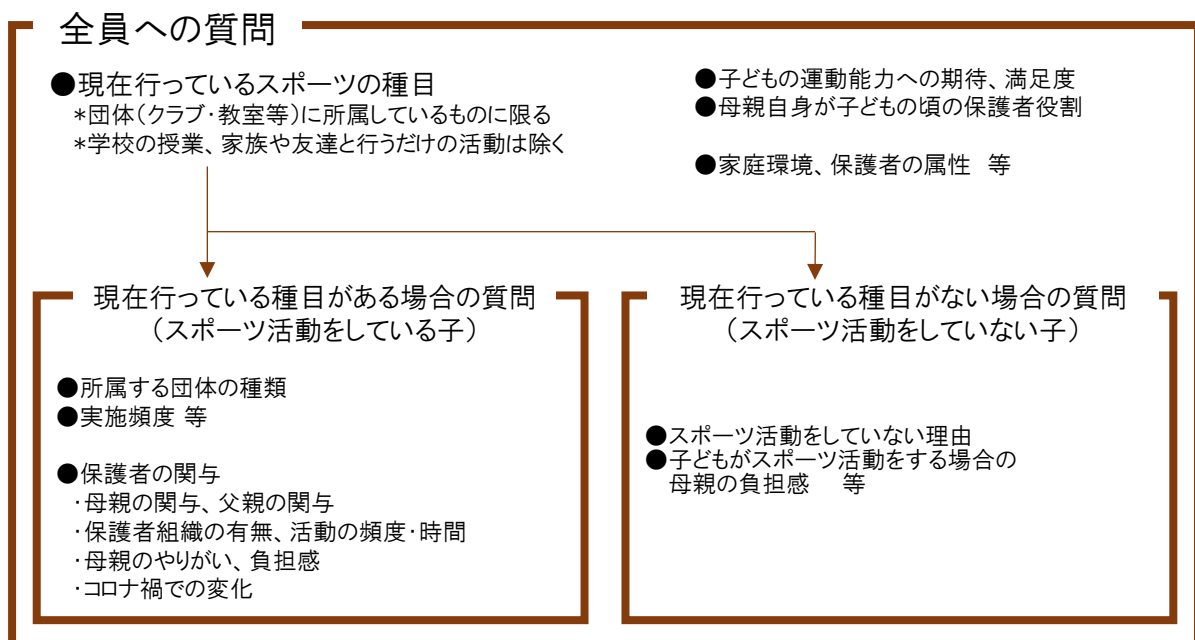 全員への質問
●現在行っているスポーツの種目
*団体(クラブ・教室等)に所属しているものに限る
*学校の授業、家族や友達と行うだけの活動は除く
●子どもの運動能力への期待、満足度
●母親自身が子どもの頃の保護者役割
●家庭環境、保護者の属性 等
現在行っている種目がある場合の質問
(スポーツ活動をしている子)
●所属する団体の種類
●実施頻度 等
●保護者の関与
・母親の関与、父親の関与
・保護者組織の有無、活動の頻度・時間
・母親のやりがい、負担感
・コロナ禍での変化
現在行っている種目がない場合の質問
(スポーツ活動をしていない子)
●スポーツ活動をしていない理由
●子どもがスポーツ活動をする場合の
母親の負担感 等